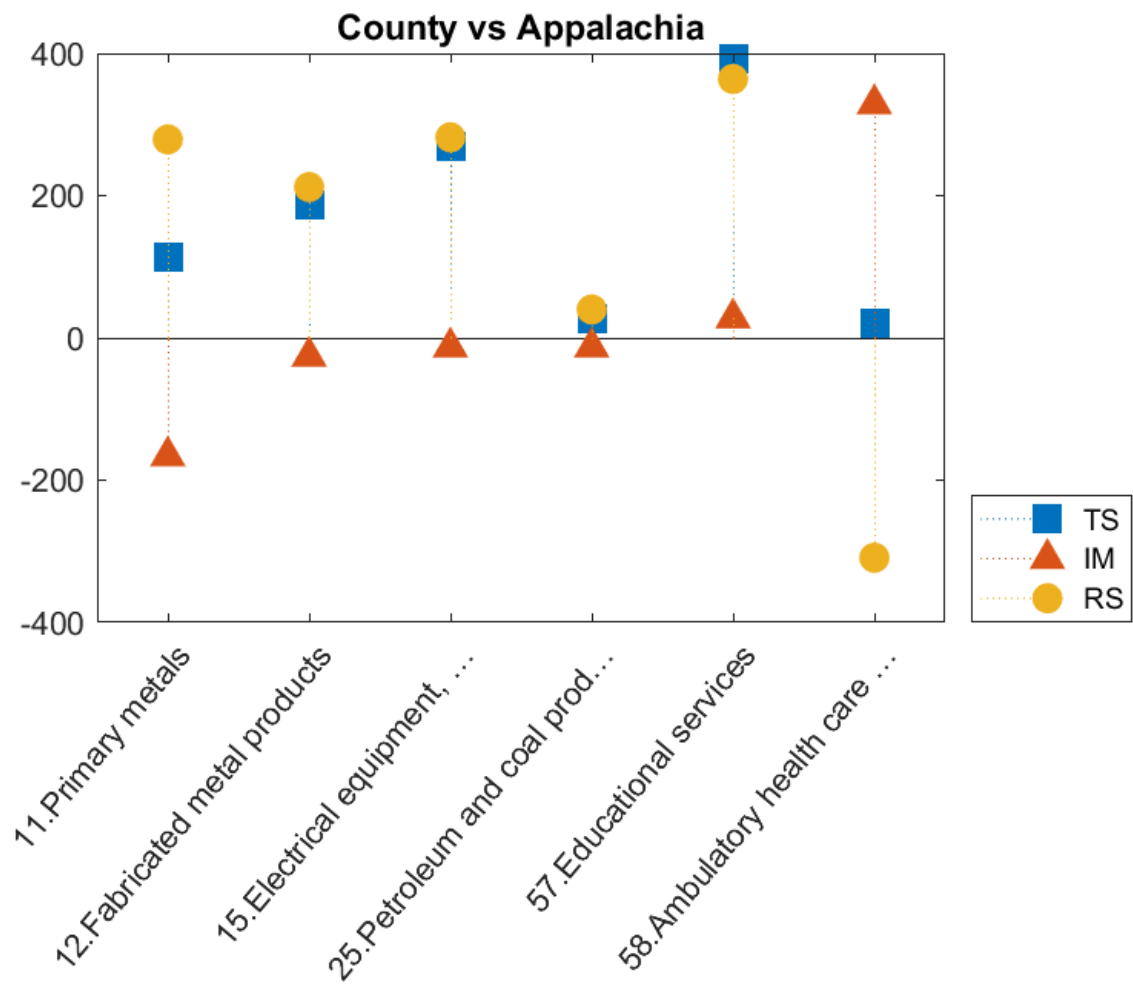 County vs Appalachia
400
200
0
-200
-400
11.Primary metals
12.Fabricated metal products
15.Electrical equipment, ...
25.Petroleum and coal prod...
57.Educational services
58.Ambulatory health care ...
TS
IM
RS